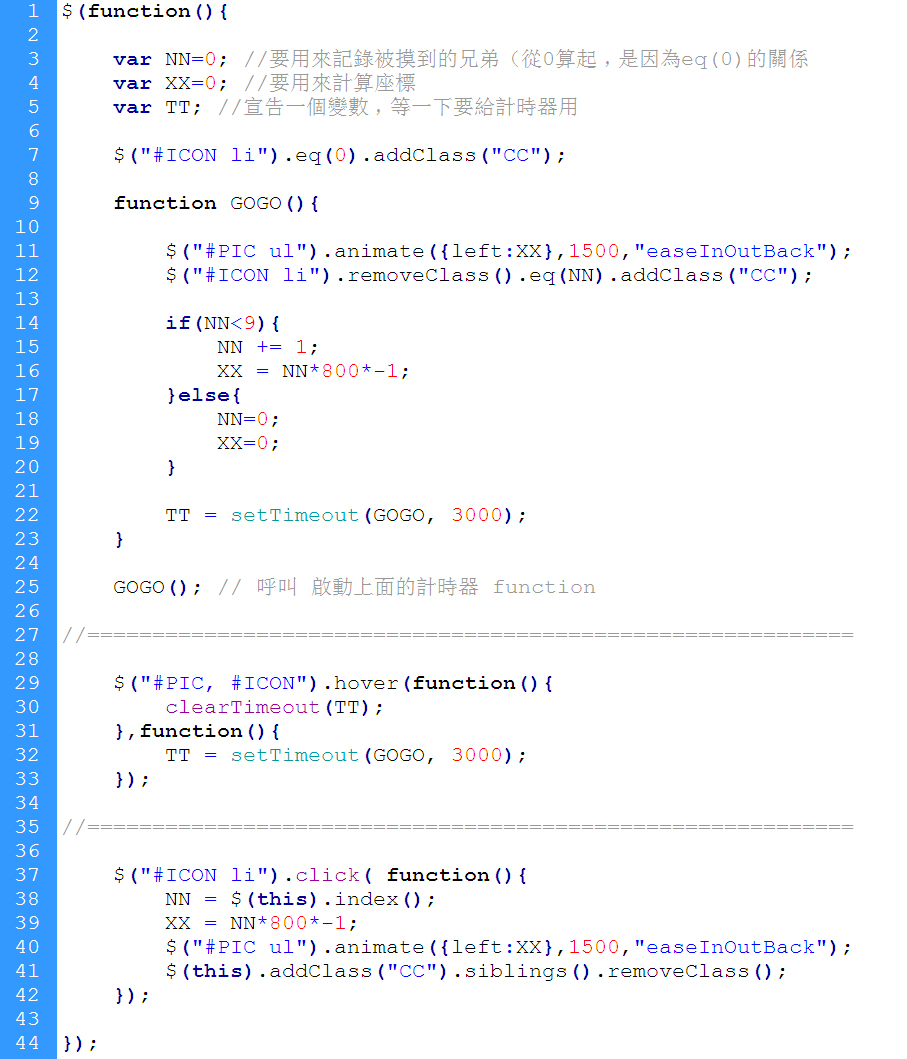 1 $(function(){
2
3 var NN=0; //要用來記錄被摸到的兄弟（從0算起，是因為eq(0)的關係
4 var XX=0; //要用來計算座標
5 var TT; //宣告一個變數，等一下要給計時器用
6
7 $("#ICON li").eq(0).addClass("CC");
8
9 function GOGO(){
10
11 $("#PIC ul").animate({left:XX},1500,"easeInOutBack");
12 $("#ICON li").removeClass().eq(NN).addClass("CC");
13
14 if(NN<9){
15 NN += 1;
16 XX = NN*800*-1;
17 }else{
18 NN=0;
19 XX=0;
20 }
21
22 TT = setTimeout(GOGO, 3000);
23 }
24
25 GOGO(); // 呼叫 啟動上面的計時器 function
26
27 //===========================================================
28
29 $("#PIC, #ICON").hover(function(){
30 clearTimeout(TT);
31 },function(){
32 TT = setTimeout(GOGO, 3000);
33 });
34
35 //===========================================================
36
37 $("#ICON li").click( function(){
38 NN = $(this).index();
39 XX = NN*800*-1;
40 $("#PIC ul").animate({left:XX},1500,"easeInOutBack");
41 $(this).addClass("CC").siblings().removeClass();
42 });
43
44 });